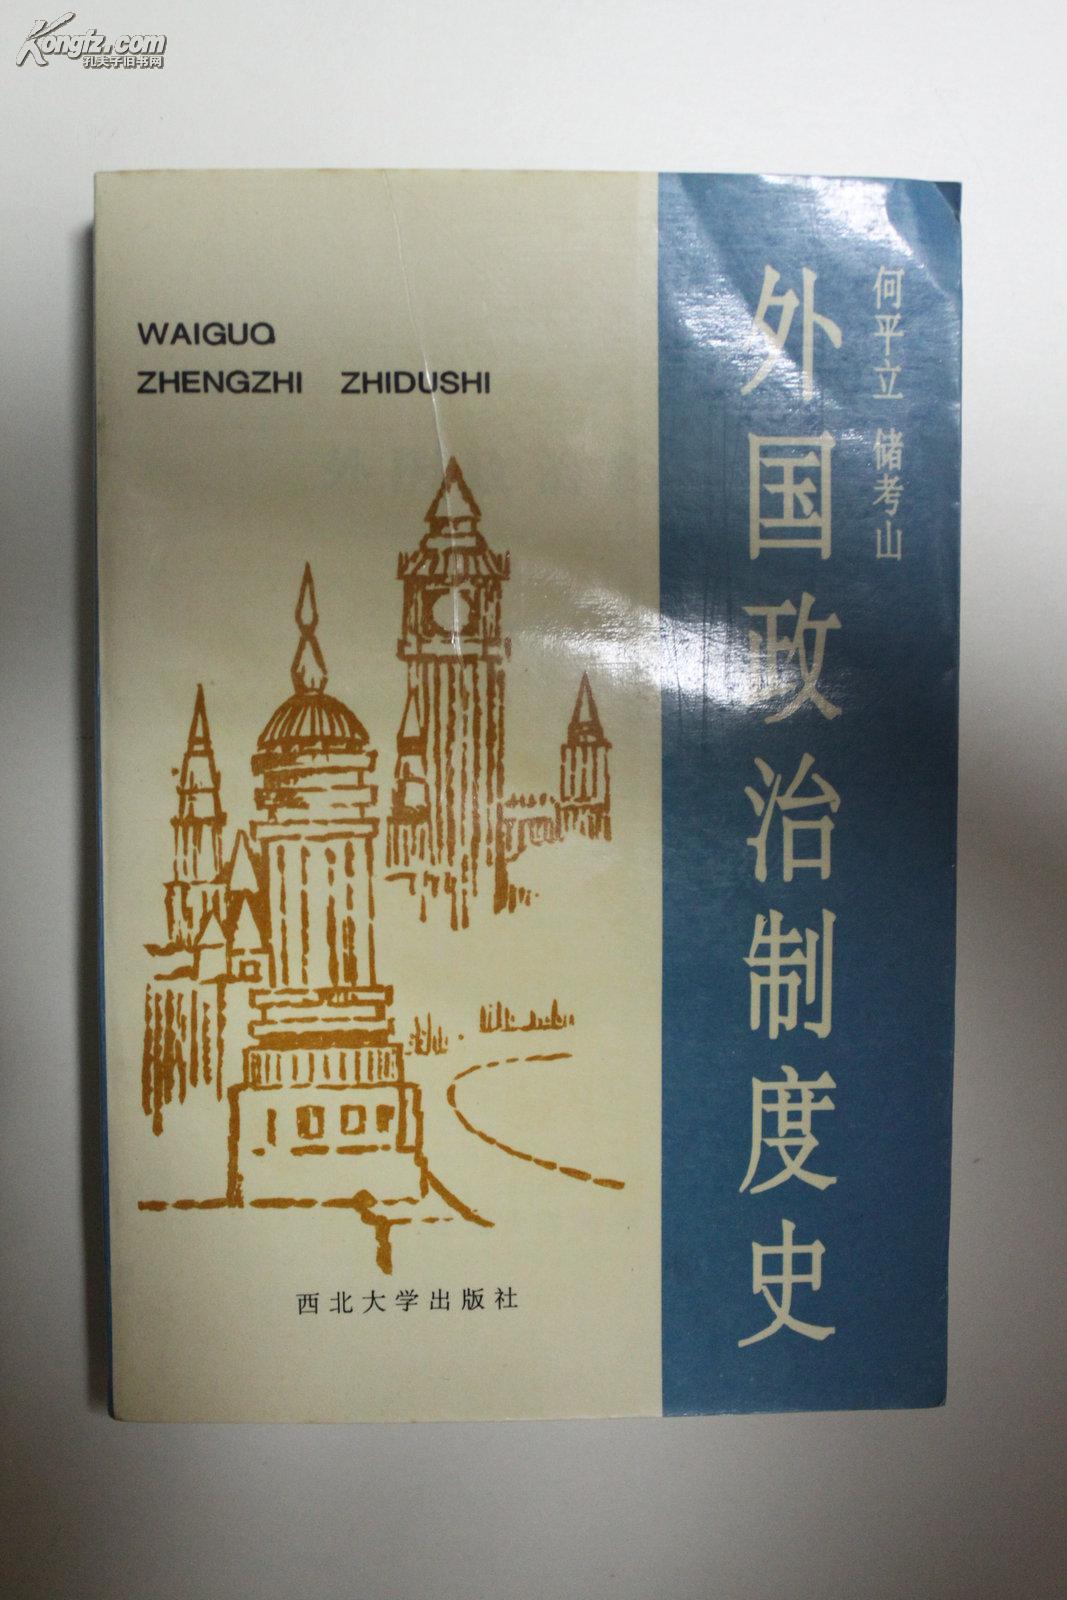 Kongfz.com
孔夫子旧书网
WAIGUO
ZHENGZHI ZHIDUSHI
何平立 储考山
外国政治制度史
西北大学出版社